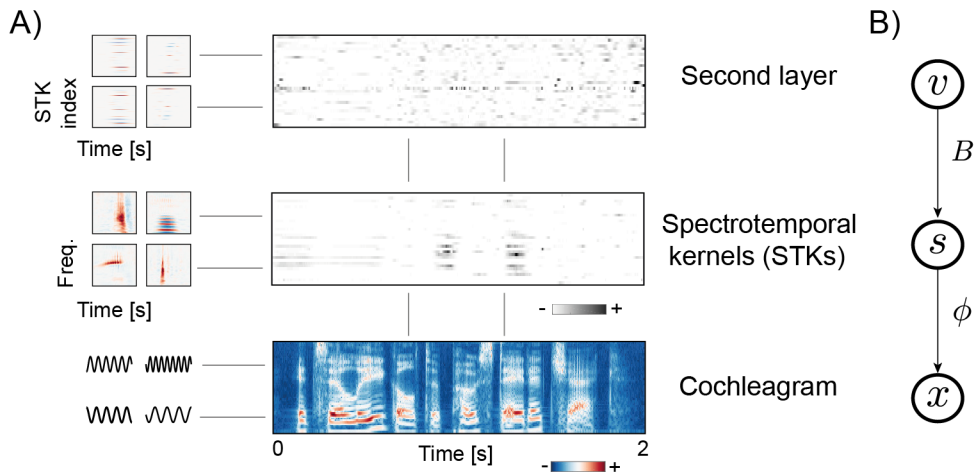 A)
B)
STK
index
Time [s]
Second layer
v
B
Freq.
Time [s]
Spectrotemporal
kernels (STKs)
s
- +
ϕ
Cochleagram
x
0
Time [s]
2
- +